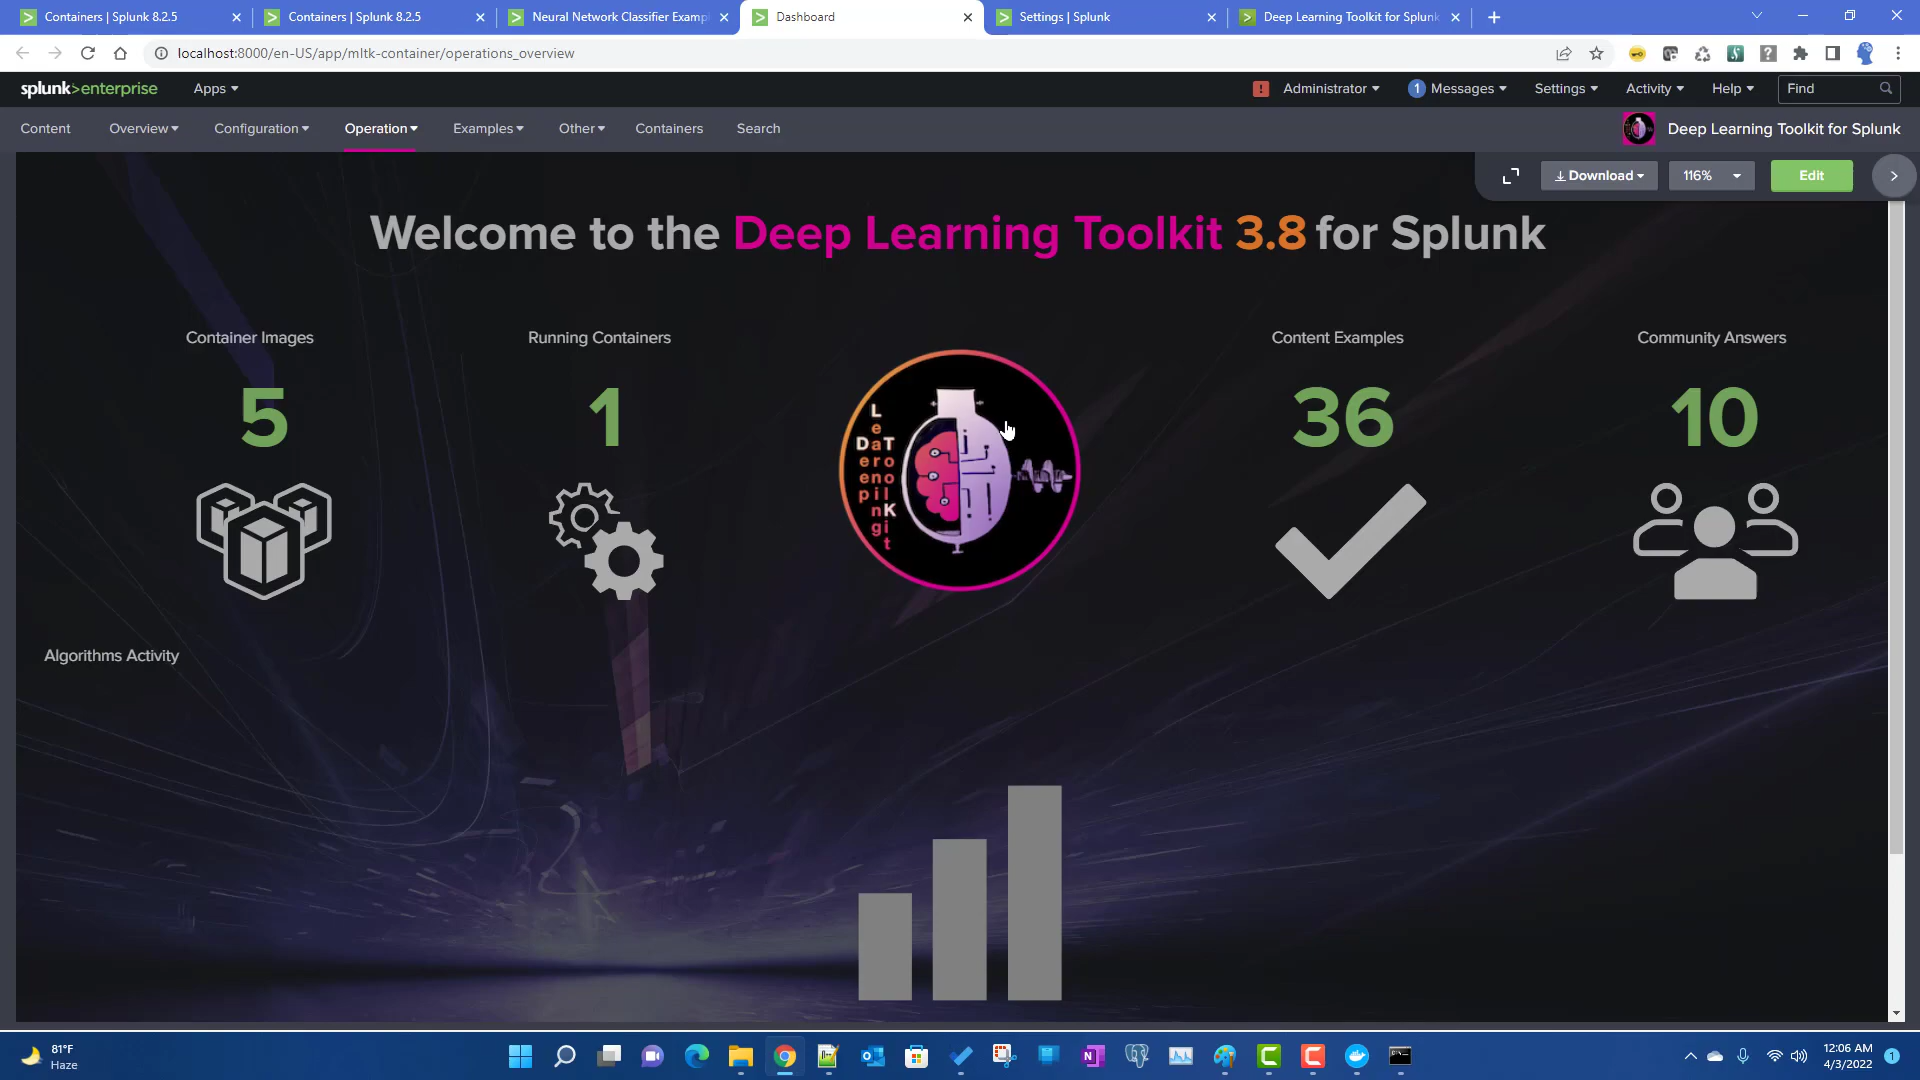 Containers | Splunk 8.2.5
Containers | Splunk 8.2.5
Neural Network Classifier Examp
Dashboard
Settings | Splunk
Deep Learning Toolkit for Splunk
localhost:8000/en-US/app/mltk-container/operations_overview
splunk>enterprise
Apps
Administrator
1
Messages
Settings
Activity
Help
Find
Content
Overview
Configuration
Operation
Examples
Other
Containers
Search
Deep Learning Toolkit for Splunk
Download
116%
Edit
Welcome to the Deep Learning Toolkit 3.8 for Splunk
Container Images
Running Containers
Content Examples
Community Answers
5
1
36
10
Deep
Learning
ToolKit
Algorithms Activity
81°F
Haze
12:06 AM
4/3/2022
1